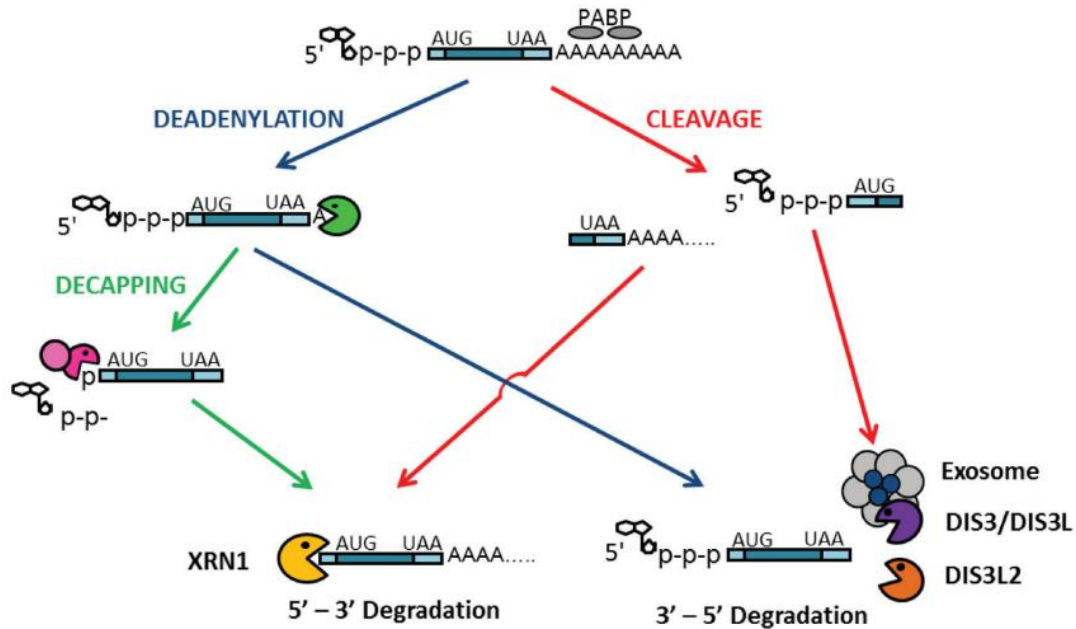 PABP
AUG UAA
5' p-p-p AAAAAAAAA
DEADENYLATION
CLEAVAGE
AUG UAA
5' p-p-p A
AUG
5' p-p-p
UAA
AAAA.....
DECAPPING
AUG UAA
p
p-p-
Exosome
DIS3/DIS3L
DIS3L2
XRN1
AUG UAA
AAAA.....
5' – 3' Degradation
AUG UAA
5' p-p-p
3' – 5' Degradation